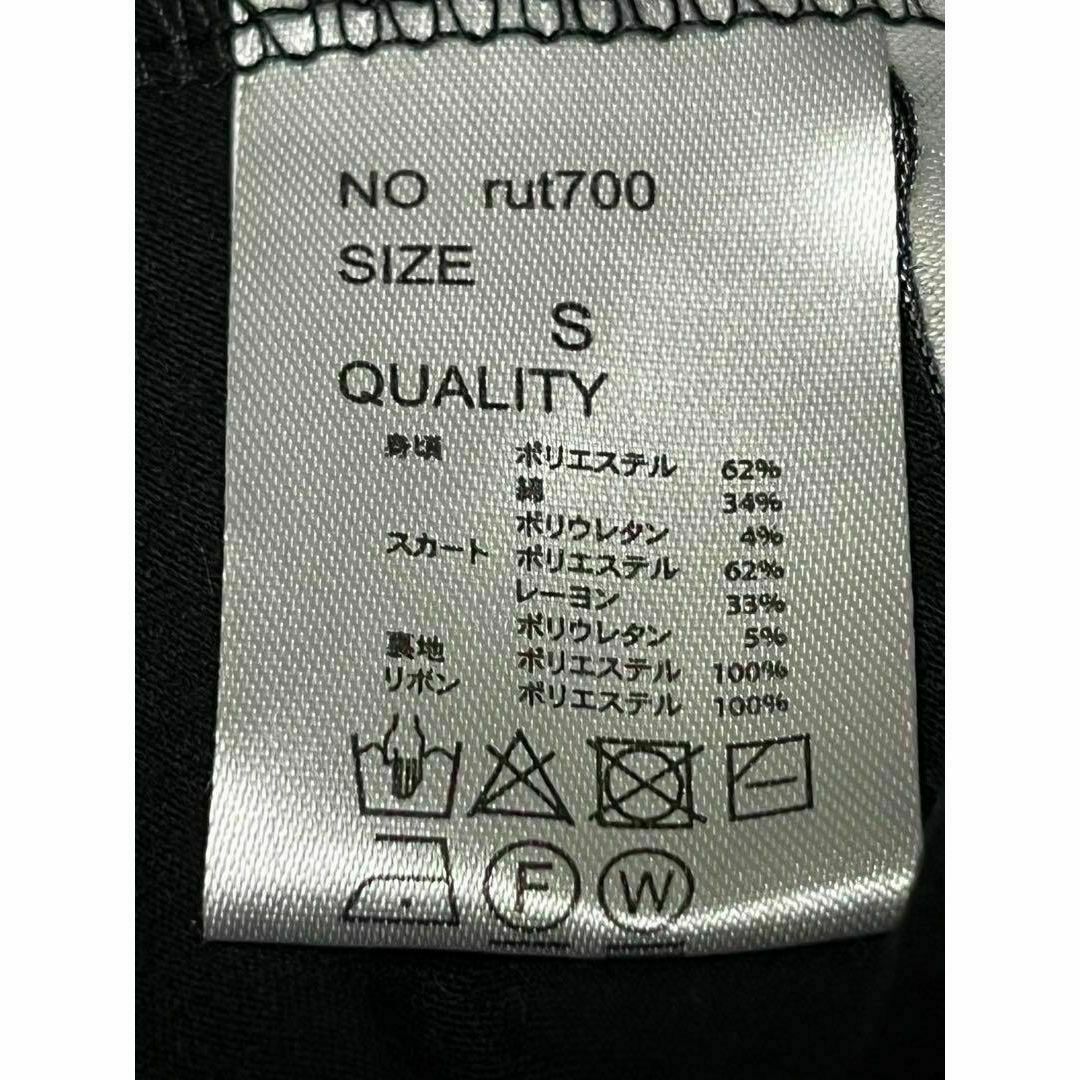 NO rut700
SIZE
S
QUALITY
身頃 ポリエステル 62%
綿 34%
ポリウレタン 4%
スカート ポリエステル 62%
レーヨン 33%
ポリウレタン 5%
裏地 ポリエステル 100%
リボン ポリエステル 100%
F W